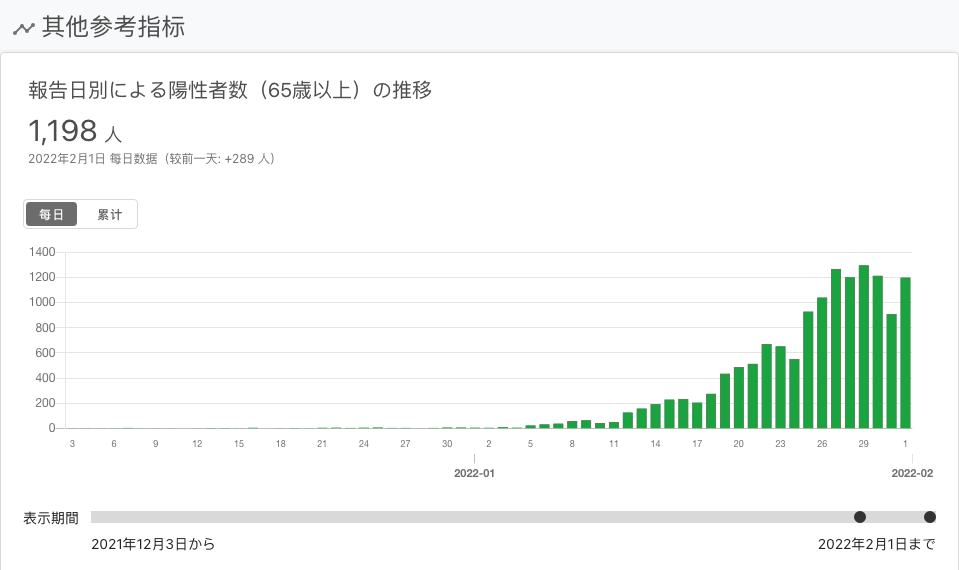 其他参考指标
報告日別による陽性者数（65歳以上）の推移
1,198 人
2022年2月1日 每日数据（较前一天: +289 人）
每日 累计
1400
1200
1000
800
600
400
200
0
3 6 9 12 15 18 21 24 27 30 2 5 8 11 14 17 20 23 26 29 1
2022-01 2022-02
表示期間
2021年12月3日から 2022年2月1日まで